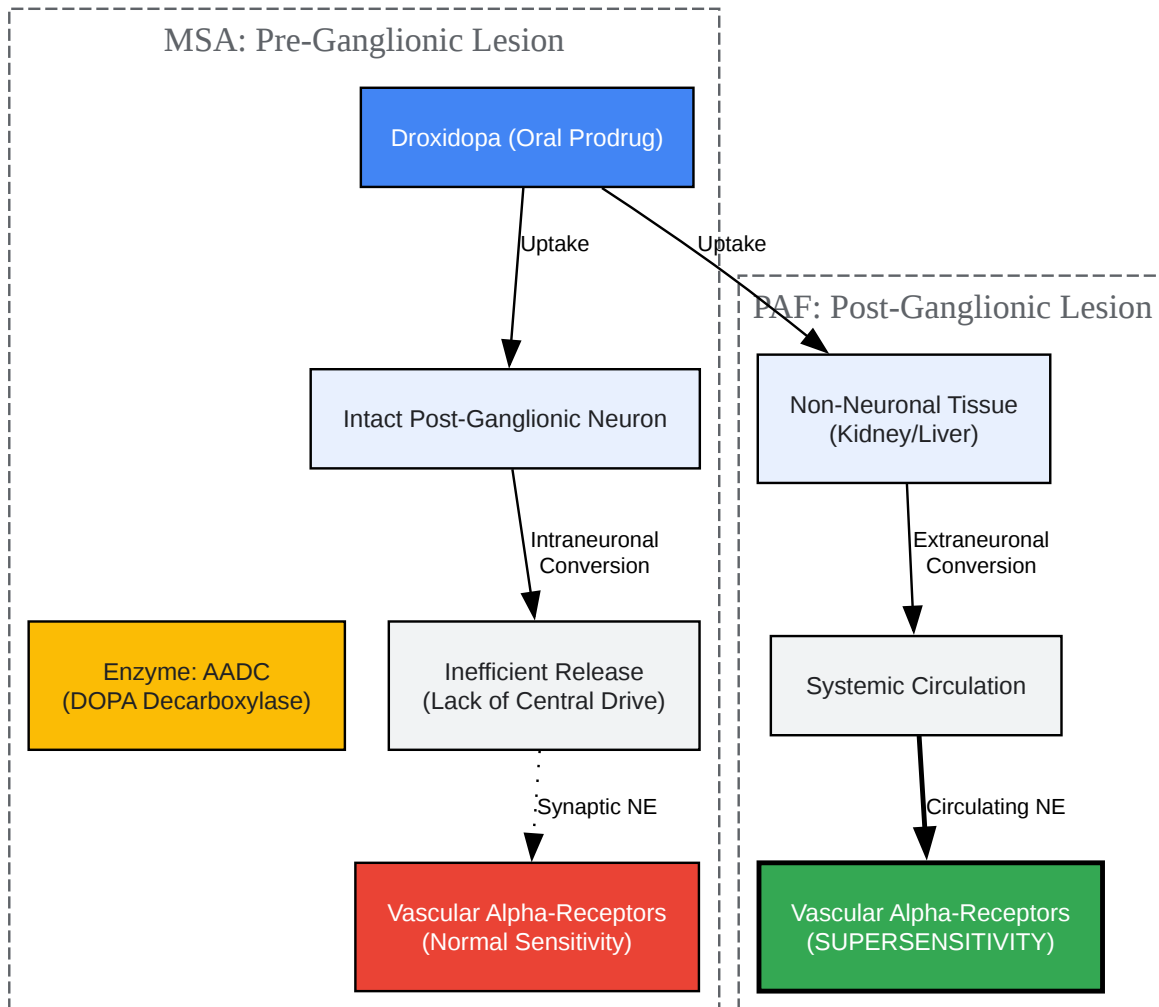 MSA: Pre-Ganglionic Lesion
Droxidopa (Oral Prodrug)
Uptake
Uptake
PAF: Post-Ganglionic Lesion
Intact Post-Ganglionic Neuron
Non-Neuronal Tissue
(Kidney/Liver)
Intraneuronal
Conversion
Extraneuronal
Conversion
Enzyme: AADC
(DOPA Decarboxylase)
Inefficient Release
(Lack of Central Drive)
Systemic Circulation
Synaptic NE
Circulating NE
Vascular Alpha-Receptors
(Normal Sensitivity)
Vascular Alpha-Receptors
(SUPERSENSITIVITY)